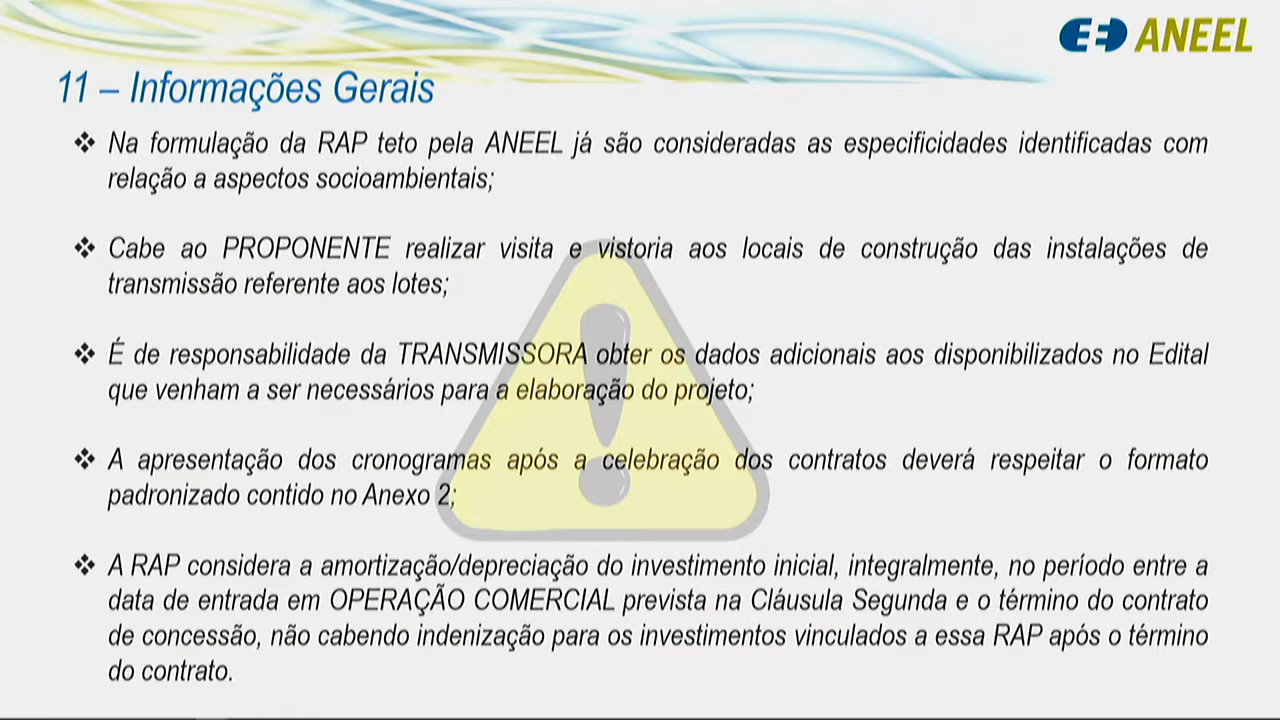 ANEEL
11 – Informações Gerais
❖ Na formulação da RAP teto pela ANEEL já são consideradas as especificidades identificadas com
relação a aspectos socioambientais;
❖ Cabe ao PROPONENTE realizar visita e vistoria aos locais de construção das instalações de
transmissão referente aos lotes;
❖ É de responsabilidade da TRANSMISSORA obter os dados adicionais aos disponibilizados no Edital
que venham a ser necessários para a elaboração do projeto;
❖ A apresentação dos cronogramas após a celebração dos contratos deverá respeitar o formato
padronizado contido no Anexo 2;
❖ A RAP considera a amortização/depreciação do investimento inicial, integralmente, no período entre a
data de entrada em OPERAÇÃO COMERCIAL prevista na Cláusula Segunda e o término do contrato
de concessão, não cabendo indenização para os investimentos vinculados a essa RAP após o término
do contrato.